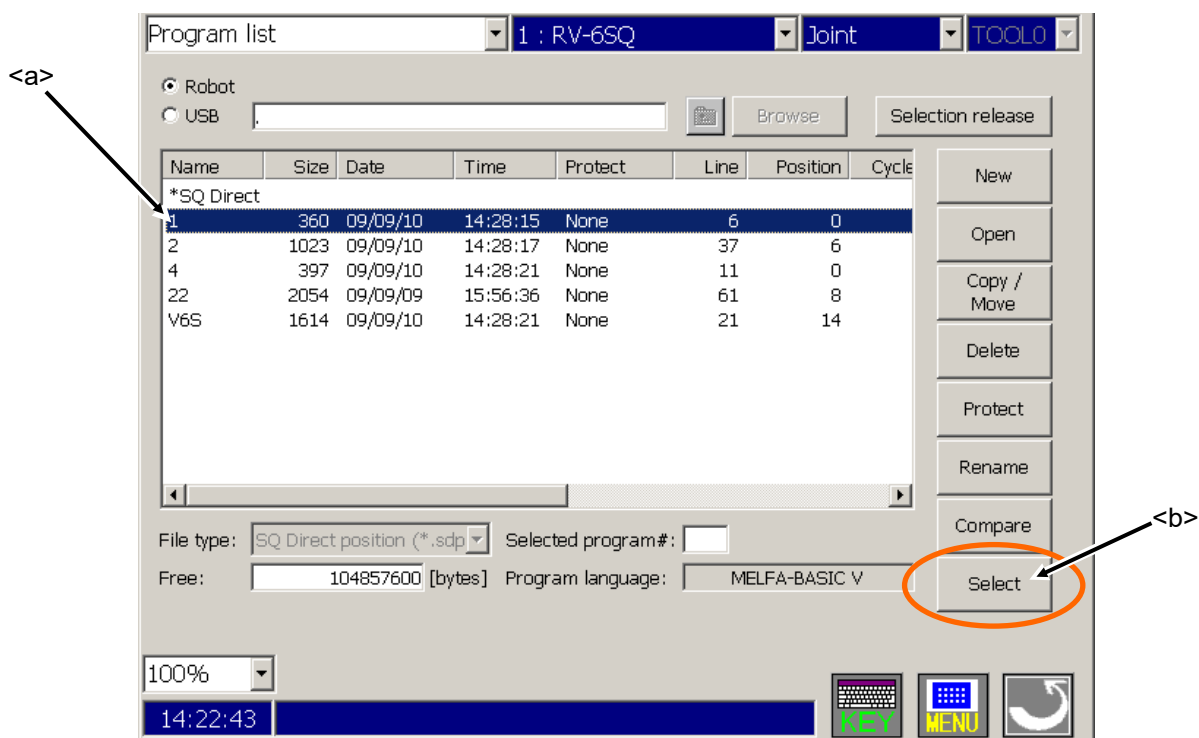 Program list 1 : RV-6SQ Joint TOOL0
<a>
Robot
USB . Browse Selection release
Name Size Date Time Protect Line Position Cycle
*SQ Direct
1 360 09/09/10 14:28:15 None 6 0
2 1023 09/09/10 14:28:17 None 37 6
4 397 09/09/10 14:28:21 None 11 0
22 2054 09/09/09 15:56:36 None 61 8
V6S 1614 09/09/10 14:28:21 None 21 14
New
Open
Copy /
Move
Delete
Protect
Rename
Compare
<b>
File type: SQ Direct position (*.sdp Selected program#:
Free: 104857600 [bytes] Program language: MELFA-BASIC V
Select
100%
14:22:43
KEY MENU